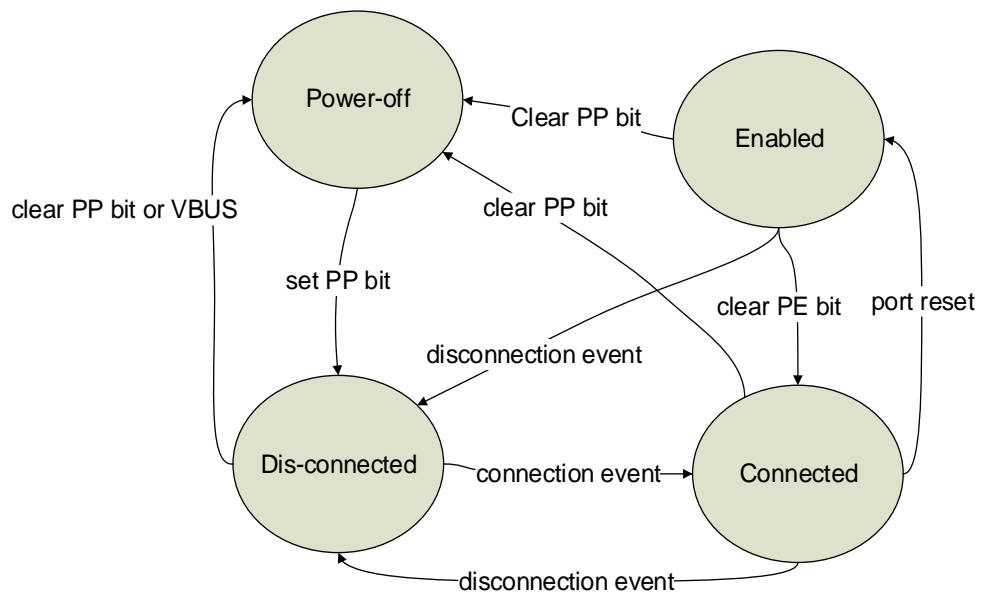 Power-off
Clear PP bit
Enabled
clear PP bit or VBUS
clear PP bit
set PP bit
clear PE bit
port reset
disconnection event
Dis-connected
connection event
Connected
disconnection event